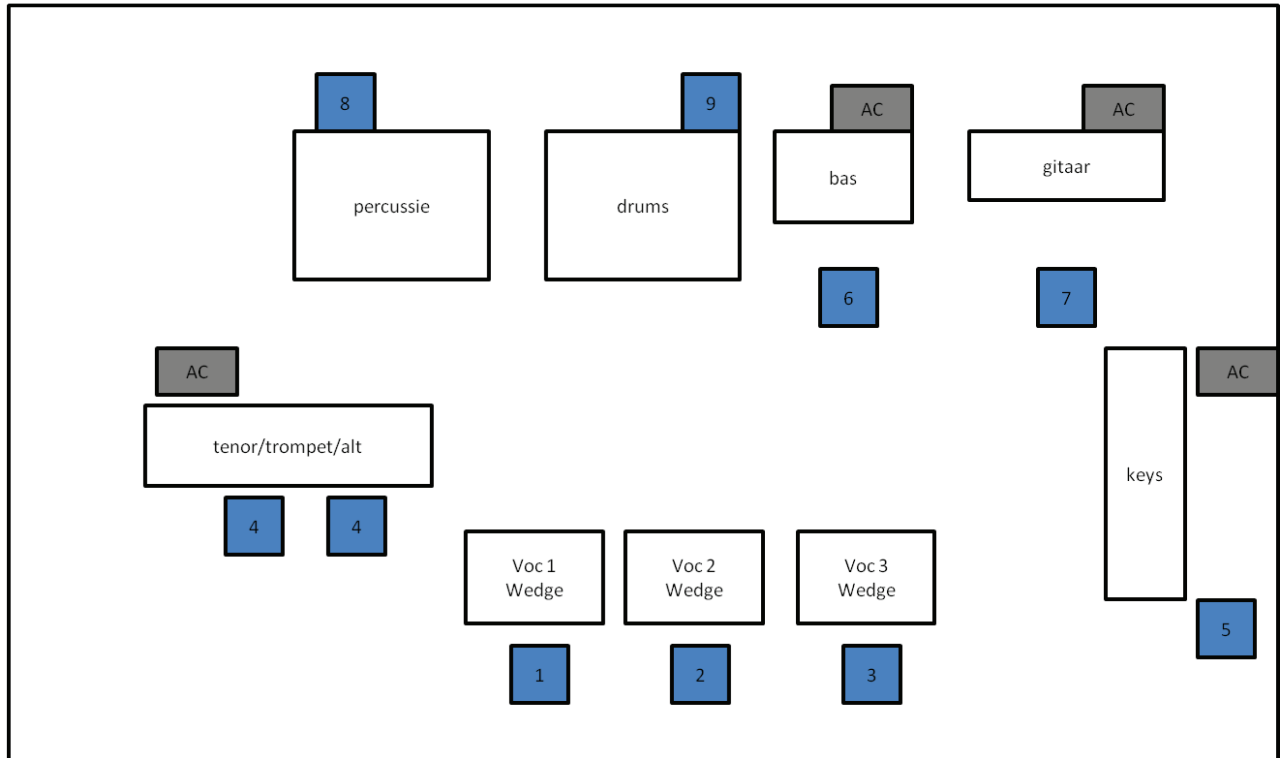 8
9
AC
AC
percussie
drums
bas
gitaar
6
7
AC
AC
tenor/trompet/alt
keys
4
4
Voc 1
Wedge
Voc 2
Wedge
Voc 3
Wedge
5
1
2
3